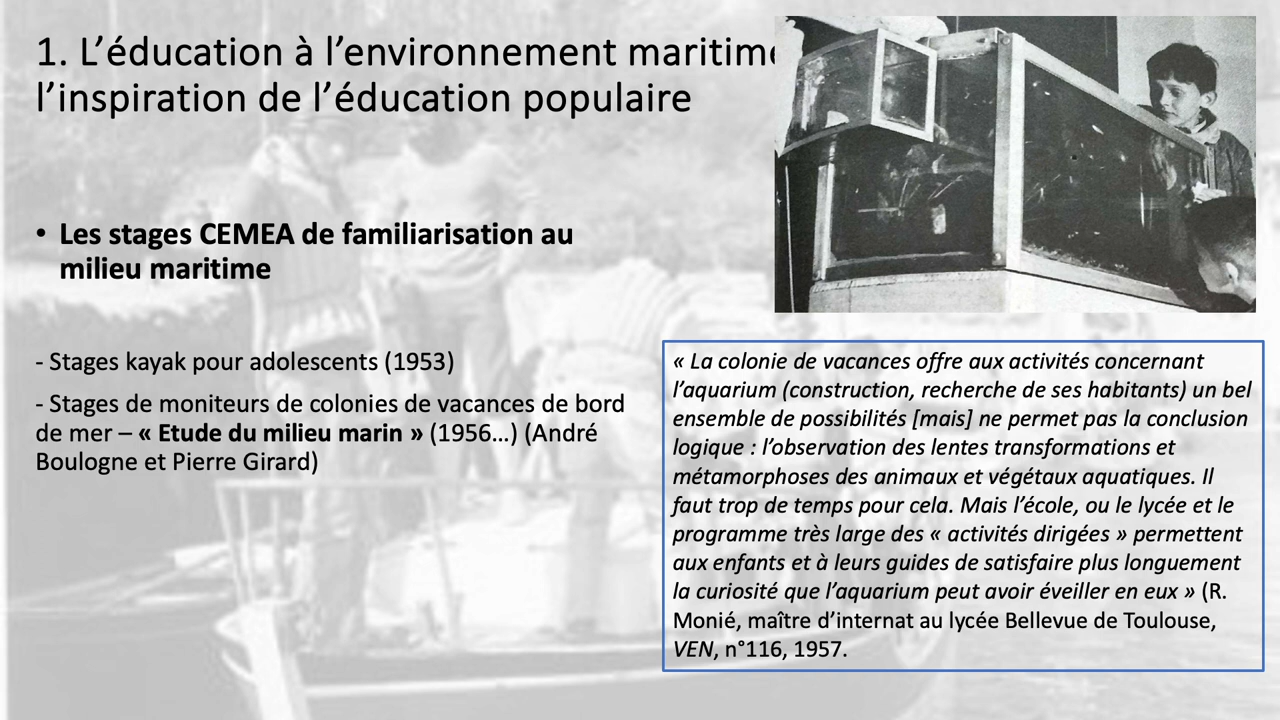 1. L’éducation à l’environnement maritime
l’inspiration de l’éducation populaire
• Les stages CEMEA de familiarisation au
milieu maritime
- Stages kayak pour adolescents (1953)
- Stages de moniteurs de colonies de vacances de bord
de mer – « Etude du milieu marin » (1956…) (André
Boulogne et Pierre Girard)
« La colonie de vacances offre aux activités concernant
l’aquarium (construction, recherche de ses habitants) un bel
ensemble de possibilités [mais] ne permet pas la conclusion
logique : l’observation des lentes transformations et
métamorphoses des animaux et végétaux aquatiques. Il
faut trop de temps pour cela. Mais l’école, ou le lycée et le
programme très large des « activités dirigées » permettent
aux enfants et à leurs guides de satisfaire plus longuement
la curiosité que l’aquarium peut avoir éveiller en eux » (R.
Monié, maître d’internat au lycée Bellevue de Toulouse,
VEN, n°116, 1957.